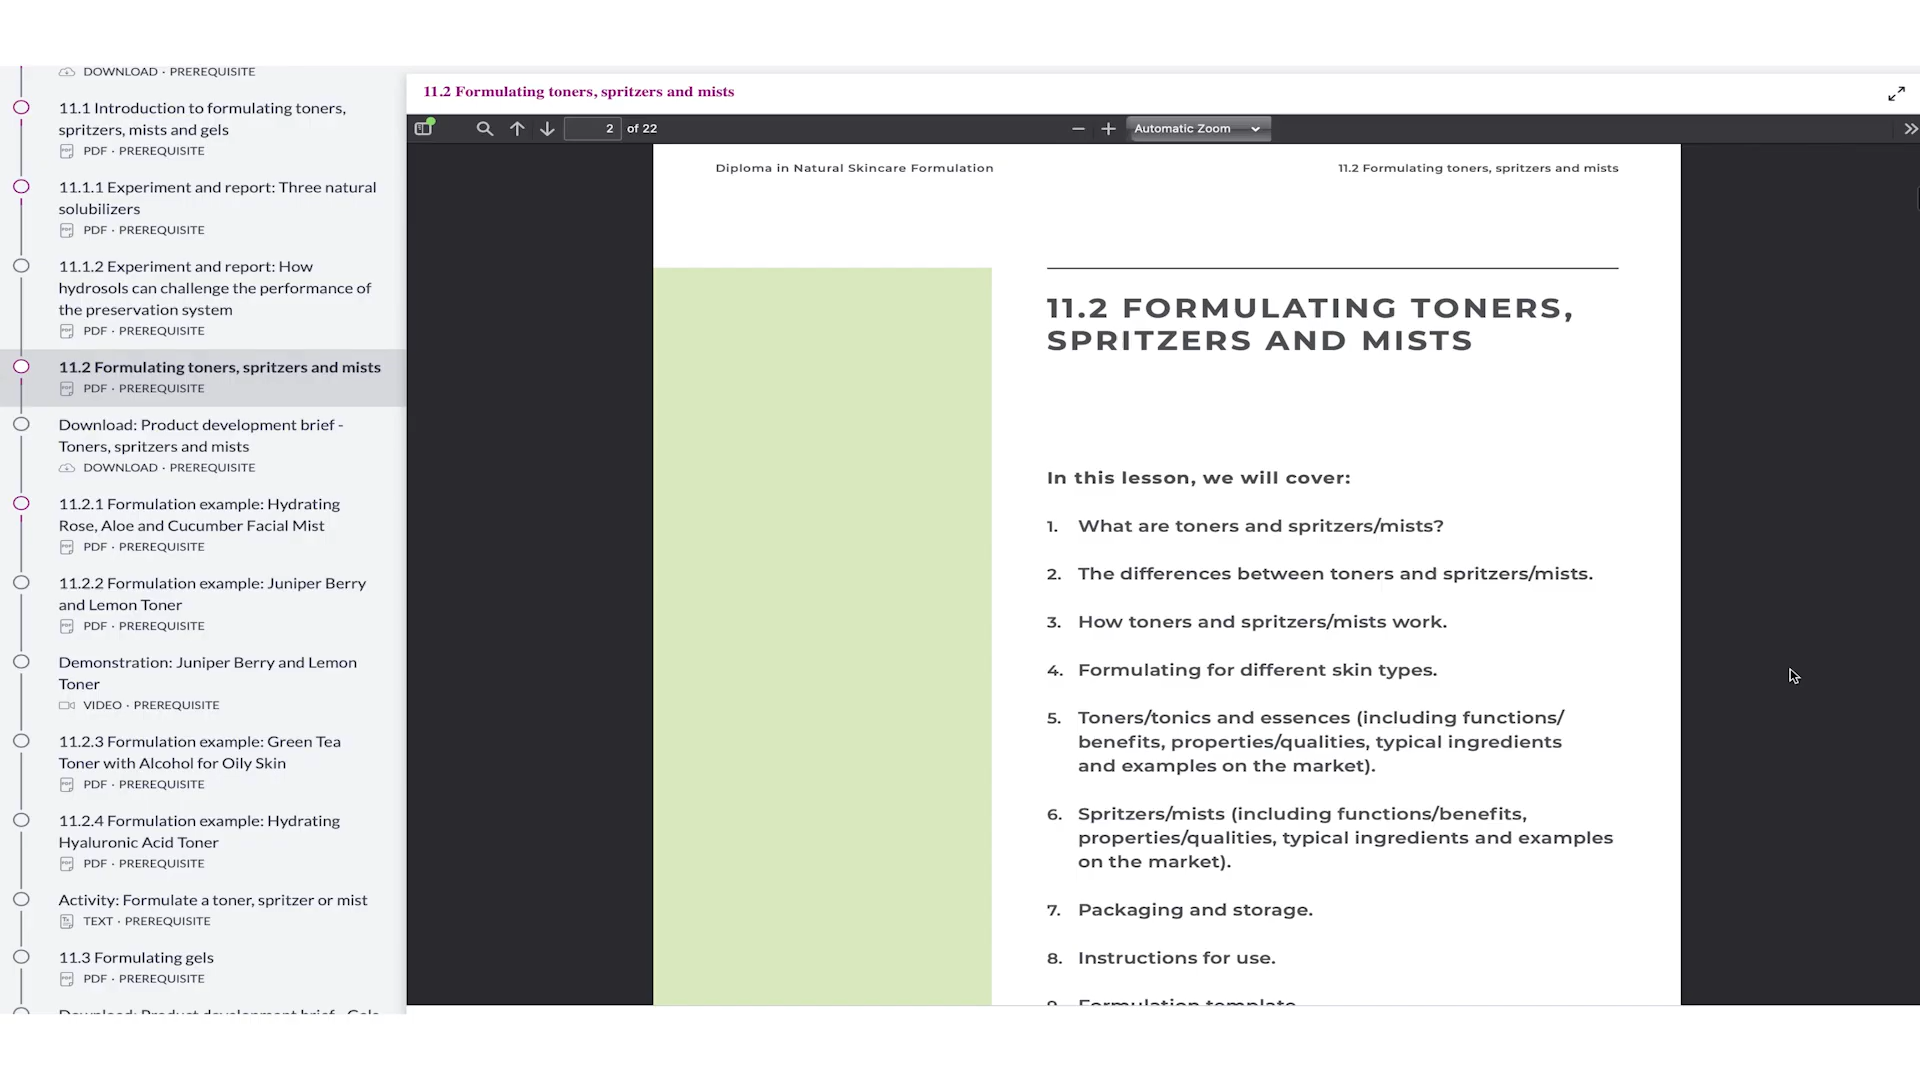 DOWNLOAD · PREREQUISITE
11.1 Introduction to formulating toners,
spritzers, mists and gels
PDF · PREREQUISITE
11.1.1 Experiment and report: Three natural
solubilizers
PDF · PREREQUISITE
11.1.2 Experiment and report: How
hydrosols can challenge the performance of
the preservation system
PDF · PREREQUISITE
11.2 Formulating toners, spritzers and mists
PDF · PREREQUISITE
Download: Product development brief -
Toners, spritzers and mists
DOWNLOAD · PREREQUISITE
11.2.1 Formulation example: Hydrating
Rose, Aloe and Cucumber Facial Mist
PDF · PREREQUISITE
11.2.2 Formulation example: Juniper Berry
and Lemon Toner
PDF · PREREQUISITE
Demonstration: Juniper Berry and Lemon
Toner
VIDEO · PREREQUISITE
11.2.3 Formulation example: Green Tea
Toner with Alcohol for Oily Skin
PDF · PREREQUISITE
11.2.4 Formulation example: Hydrating
Hyaluronic Acid Toner
PDF · PREREQUISITE
Activity: Formulate a toner, spritzer or mist
TEXT · PREREQUISITE
11.3 Formulating gels
PDF · PREREQUISITE
Download: Product development brief - Gels
11.2 Formulating toners, spritzers and mists
2 of 22
Automatic Zoom
Diploma in Natural Skincare Formulation
11.2 Formulating toners, spritzers and mists
11.2 FORMULATING TONERS,
SPRITZERS AND MISTS
In this lesson, we will cover:
1. What are toners and spritzers/mists?
2. The differences between toners and spritzers/mists.
3. How toners and spritzers/mists work.
4. Formulating for different skin types.
5. Toners/tonics and essences (including functions/
benefits, properties/qualities, typical ingredients
and examples on the market).
6. Spritzers/mists (including functions/benefits,
properties/qualities, typical ingredients and examples
on the market).
7. Packaging and storage.
8. Instructions for use.
9. Formulation template.